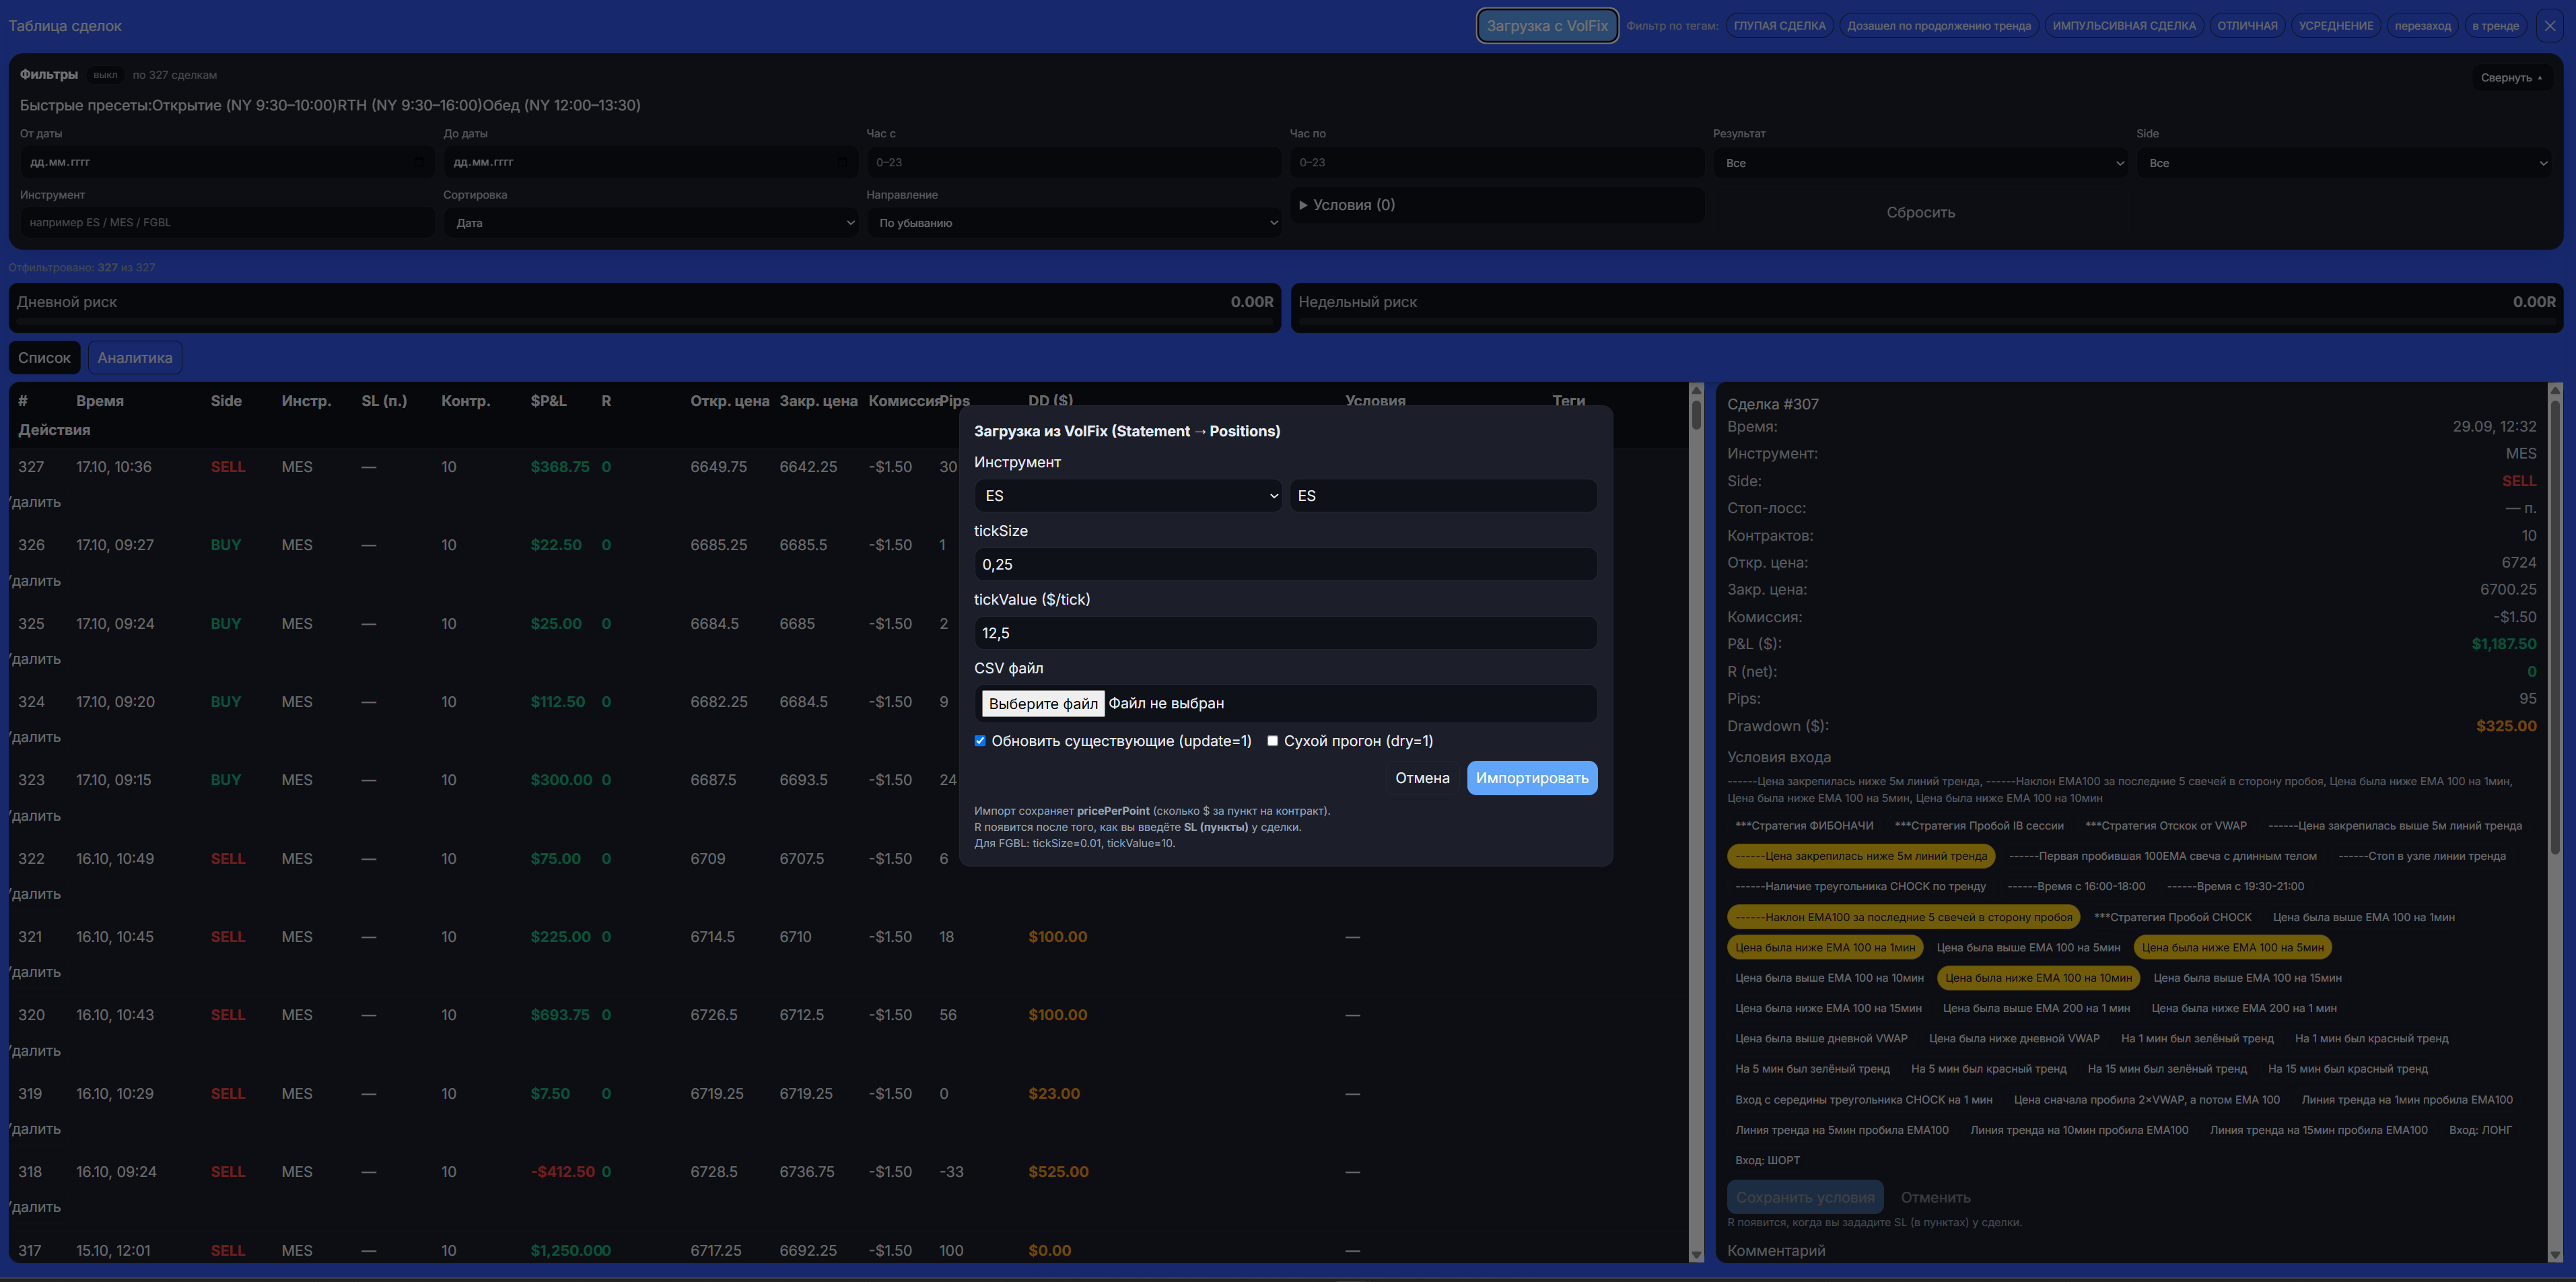 Таблица сделок
Загрузка с VolFix Фильтр по тегам: ГЛУПАЯ СДЕЛКА Дозашел по продолжению тренда ИМПУЛЬСИВНАЯ СДЕЛКА ОТЛИЧНАЯ УСРЕДНЕНИЕ перезаход в тренде
Фильтры выкл по 327 сделкам
Свернуть
Быстрые пресеты:Открытие (NY 9:30–10:00)RTH (NY 9:30–16:00)Обед (NY 12:00–13:30)
От даты До даты Час с Час по Результат Side
дд.мм.гггг дд.мм.гггг 0–23 0–23 Все Все
Инструмент Сортировка Направление
например ES / MES / FGBL Дата По убыванию Условия (0) Сбросить
Отфильтровано: 327 из 327
Дневной риск 0.00R Недельный риск 0.00R
Список Аналитика
# Время Side Инстр. SL (п.) Контр. $P&L R Откр. цена Закр. цена Комиссия Pips DD ($) Условия Теги
Действия
327 17.10, 10:36 SELL MES — 10 $368.75 0 6649.75 6642.25 -$1.50 30
далить
326 17.10, 09:27 BUY MES — 10 $22.50 0 6685.25 6685.5 -$1.50 1
далить
325 17.10, 09:24 BUY MES — 10 $25.00 0 6684.5 6685 -$1.50 2
далить
324 17.10, 09:20 BUY MES — 10 $112.50 0 6682.25 6684.5 -$1.50 9
далить
323 17.10, 09:15 BUY MES — 10 $300.00 0 6687.5 6693.5 -$1.50 24
далить
322 16.10, 10:49 SELL MES — 10 $75.00 0 6709 6707.5 -$1.50 6
далить
321 16.10, 10:45 SELL MES — 10 $225.00 0 6714.5 6710 -$1.50 18 $100.00 —
далить
320 16.10, 10:43 SELL MES — 10 $693.75 0 6726.5 6712.5 -$1.50 56 $100.00 —
далить
319 16.10, 10:29 SELL MES — 10 $7.50 0 6719.25 6719.25 -$1.50 0 $23.00 —
далить
318 16.10, 09:24 SELL MES — 10 -$412.50 0 6728.5 6736.75 -$1.50 -33 $525.00 —
далить
317 15.10, 12:01 SELL MES — 10 $1,250.00 0 6717.25 6692.25 -$1.50 100 $0.00 —
Загрузка из VolFix (Statement → Positions)
Инструмент
ES ES
tickSize
0,25
tickValue ($/tick)
12,5
CSV файл
Выберите файл Файл не выбран
Обновить существующие (update=1) Сухой прогон (dry=1)
Отмена Импортировать
Импорт сохраняет pricePerPoint (сколько $ за пункт на контракт).
R появится после того, как вы введёте SL (пункты) у сделки.
Для FGBL: tickSize=0.01, tickValue=10.
Сделка #307
Время: 29.09, 12:32
Инструмент: MES
Side: SELL
Стоп-лосс: — п.
Контрактов: 10
Откр. цена: 6724
Закр. цена: 6700.25
Комиссия: -$1.50
P&L ($): $1,187.50
R (net): 0
Pips: 95
Drawdown ($): $325.00
Условия входа
------Цена закрепилась ниже 5м линий тренда, ------Наклон EMA100 за последние 5 свечей в сторону пробоя, Цена была ниже EMA 100 на 1мин,
Цена была ниже EMA 100 на 5мин, Цена была ниже EMA 100 на 10мин
***Стратегия ФИБОНАЧИ ***Стратегия Пробой IB сессии ***Стратегия Отскок от VWAP ------Цена закрепилась выше 5м линий тренда
------Цена закрепилась ниже 5м линий тренда ------Первая пробившая 100EMA свеча с длинным телом ------Стоп в узле линии тренда
------Наличие треугольника CHOCK по тренду ------Время с 16:00-18:00 ------Время с 19:30-21:00
------Наклон EMA100 за последние 5 свечей в сторону пробоя ***Стратегия Пробой CHOCK Цена была выше EMA 100 на 1мин
Цена была ниже EMA 100 на 1мин Цена была выше EMA 100 на 5мин Цена была ниже EMA 100 на 5мин
Цена была выше EMA 100 на 10мин Цена была ниже EMA 100 на 10мин Цена была выше EMA 100 на 15мин
Цена была ниже EMA 100 на 15мин Цена была выше EMA 200 на 1 мин Цена была ниже EMA 200 на 1 мин
Цена была выше дневной VWAP Цена была ниже дневной VWAP На 1 мин был зелёный тренд На 1 мин был красный тренд
На 5 мин был зелёный тренд На 5 мин был красный тренд На 15 мин был зелёный тренд На 15 мин был красный тренд
Вход с середины треугольника CHOCK на 1 мин Цена сначала пробила 2×VWAP, а потом EMA 100 Линия тренда на 1мин пробила EMA100
Линия тренда на 5мин пробила EMA100 Линия тренда на 10мин пробила EMA100 Линия тренда на 15мин пробила EMA100 Вход: ЛОНГ
Вход: ШОРТ
Сохранить условия Отменить
R появится, когда вы зададите SL (в пунктах) у сделки.
Комментарий